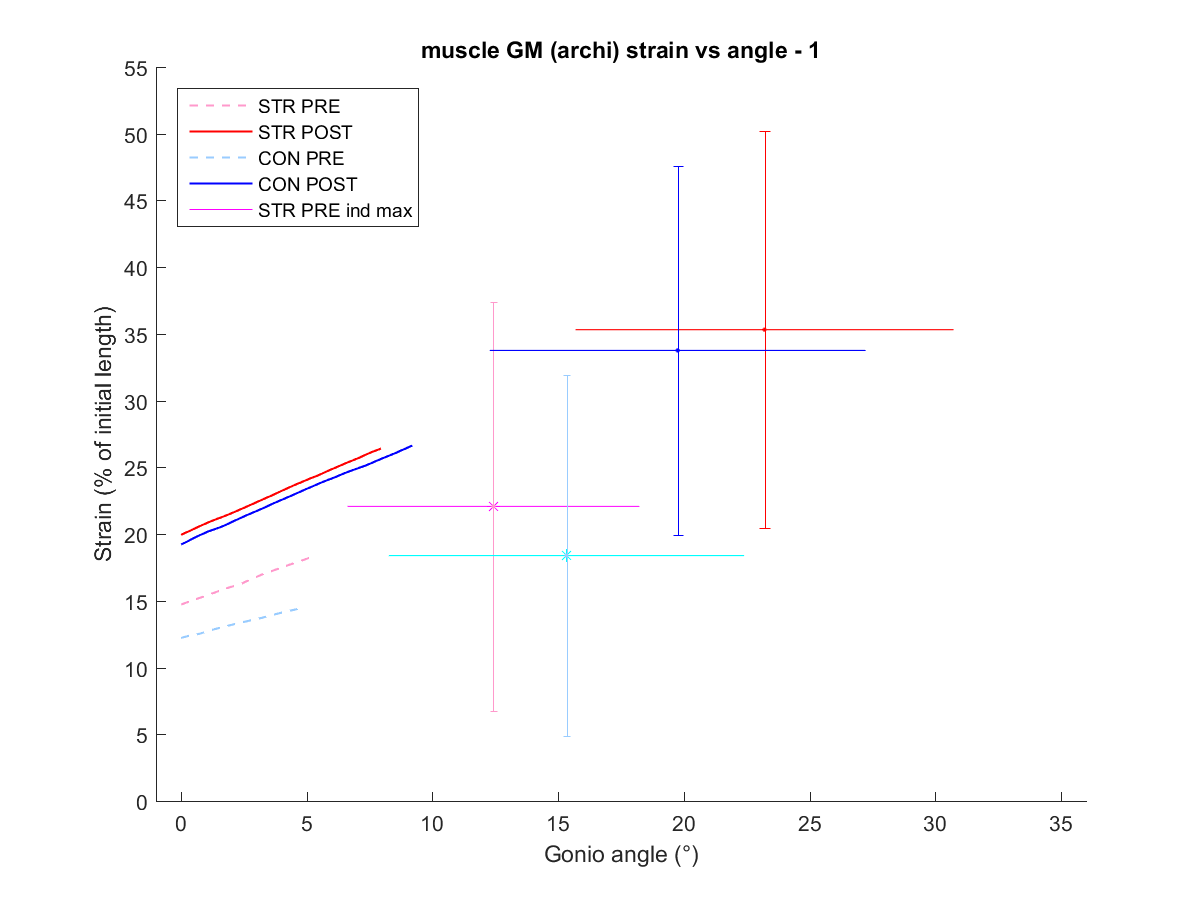 muscle GM (archi) strain vs angle - 1
55
50
45
40
35
30
25
20
15
10
5
0
STR PRE
STR POST
CON PRE
CON POST
STR PRE ind max
Strain (% of initial length)
0 5 10 15 20 25 30 35
Gonio angle (°)